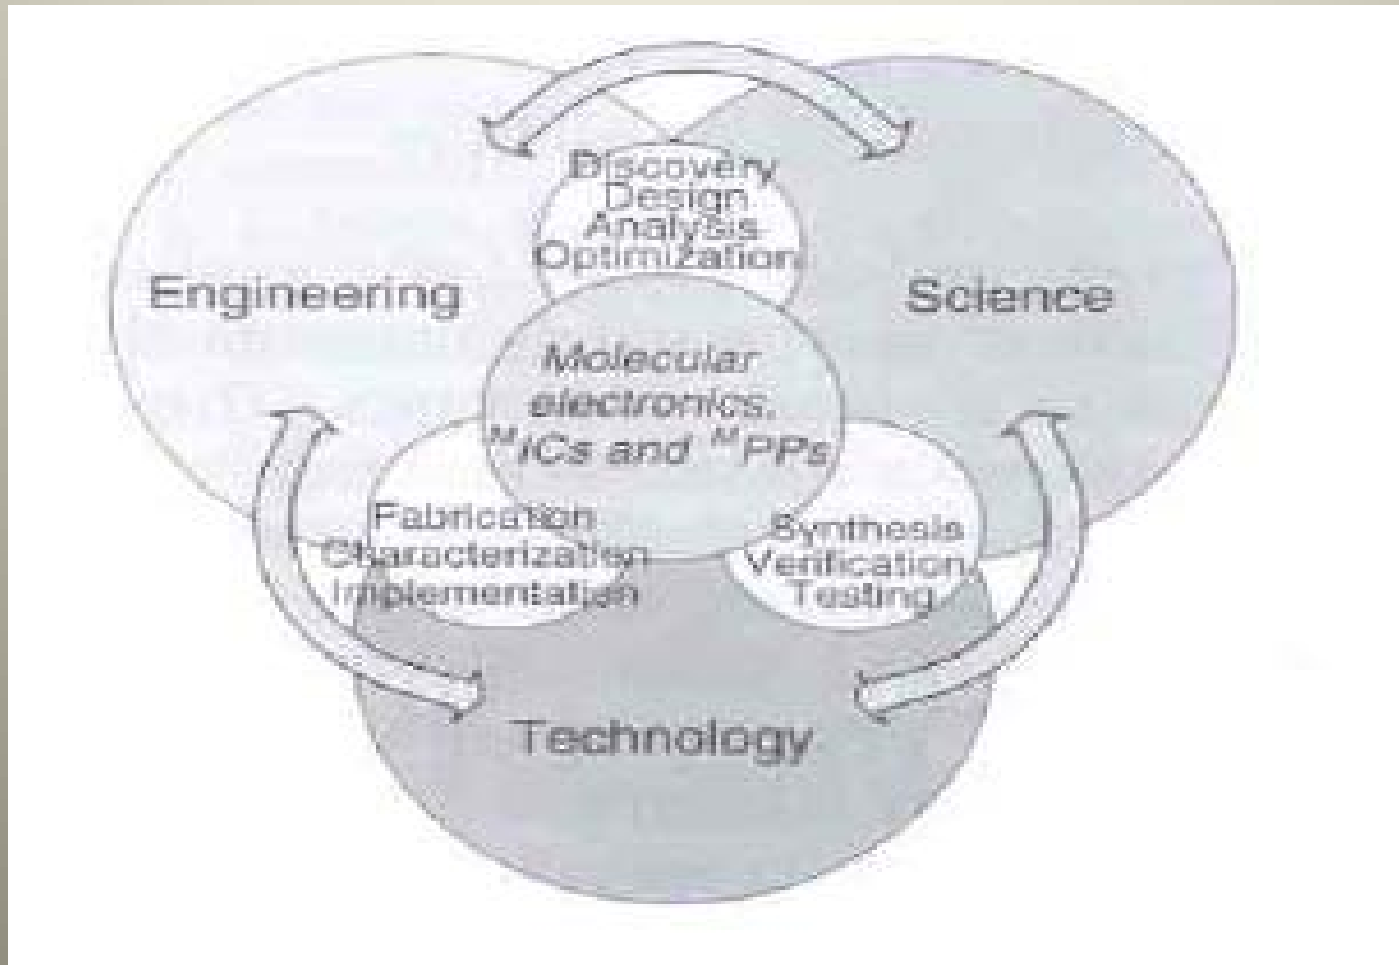 Discovery
Design
Analysis
Optimization
Engineering
Science
Molecular
electronics,
ᴹICs and ᴹPPs
Fabrication
Characterization
Implementation
Synthesis
Verification
Testing
Technology